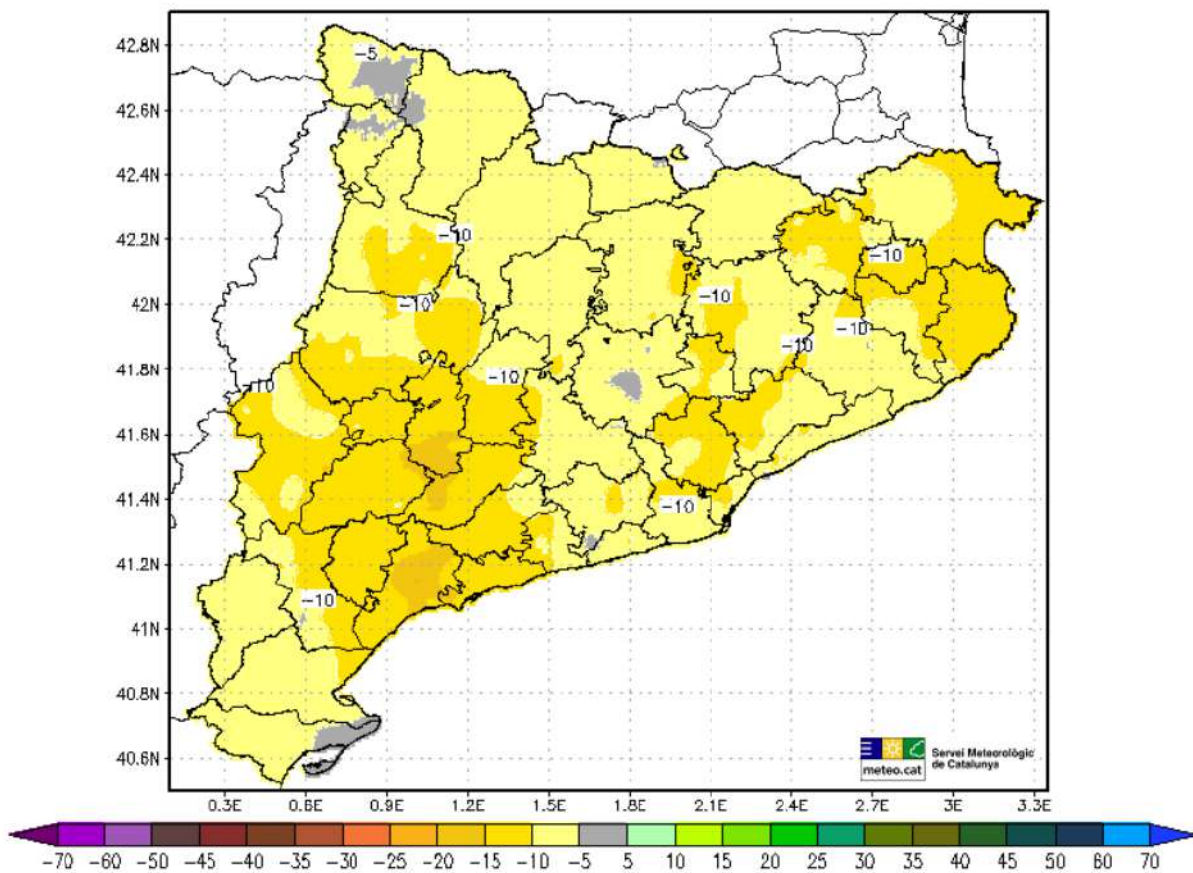 42.8N
-5
42.6N
42.4N
42.2N
-10
-10
42N
-10
-10
-10
-10
41.8N
-10
-10
41.6N
41.4N
-10
41.2N
-10
41N
40.8N
40.6N
Servei Meteorològic
de Catalunya
meteo.cat
0.3E 0.6E 0.9E 1.2E 1.5E 1.8E 2.1E 2.4E 2.7E 3E 3.3E
-70 -60 -50 -45 -40 -35 -30 -25 -20 -15 -10 -5 5 10 15 20 25 30 35 40 45 50 60 70